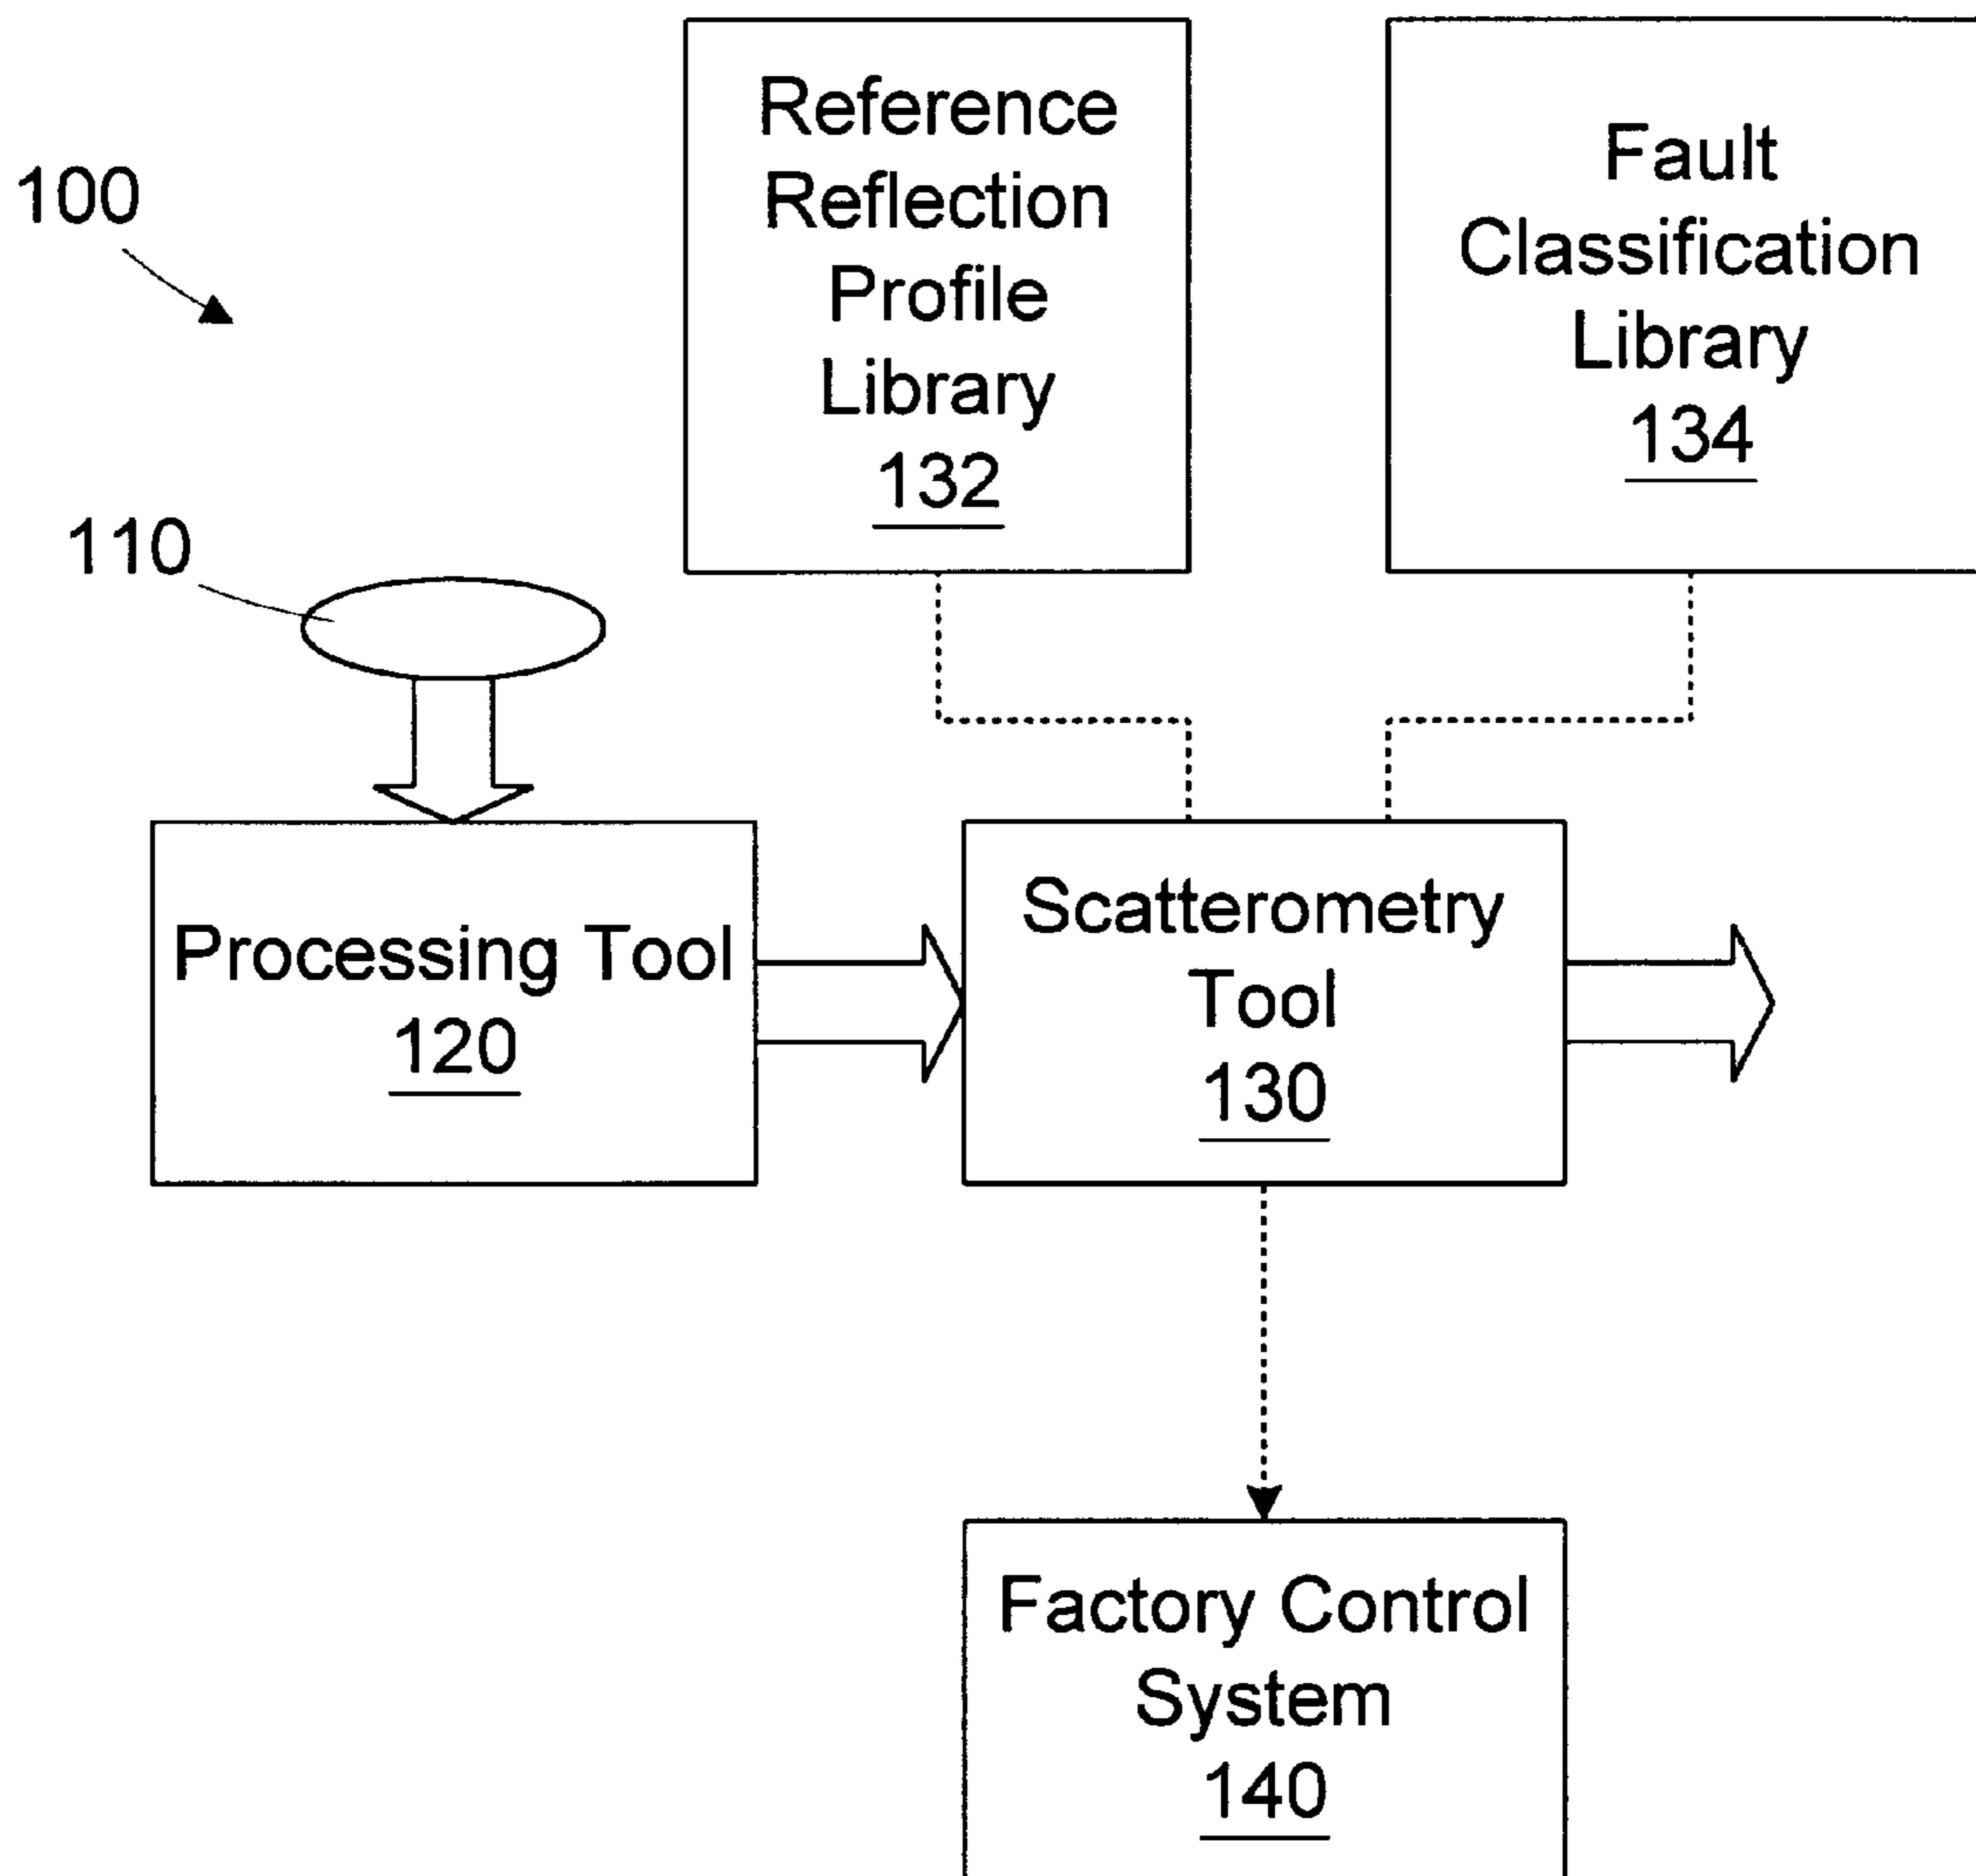 100
Reference
Reflection
Profile
Library
132
Fault
Classification
Library
134
110
Processing Tool
120
Scatterometry
Tool
130
Factory Control
System
140